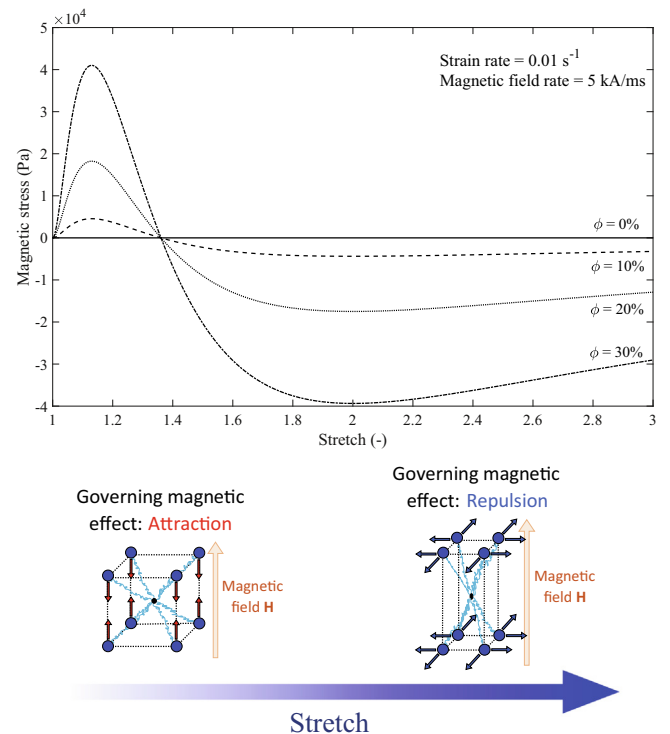 ×10⁴
5
4
3
2
1
0
-1
-2
-3
-4
Magnetic stress (Pa)
Strain rate = 0.01 s⁻¹
Magnetic field rate = 5 kA/ms
ϕ = 0%
ϕ = 10%
ϕ = 20%
ϕ = 30%
1 1.2 1.4 1.6 1.8 2 2.2 2.4 2.6 2.8 3
Stretch (-)
Governing magnetic
effect: Attraction
Magnetic
field H
Governing magnetic
effect: Repulsion
Magnetic
field H
Stretch